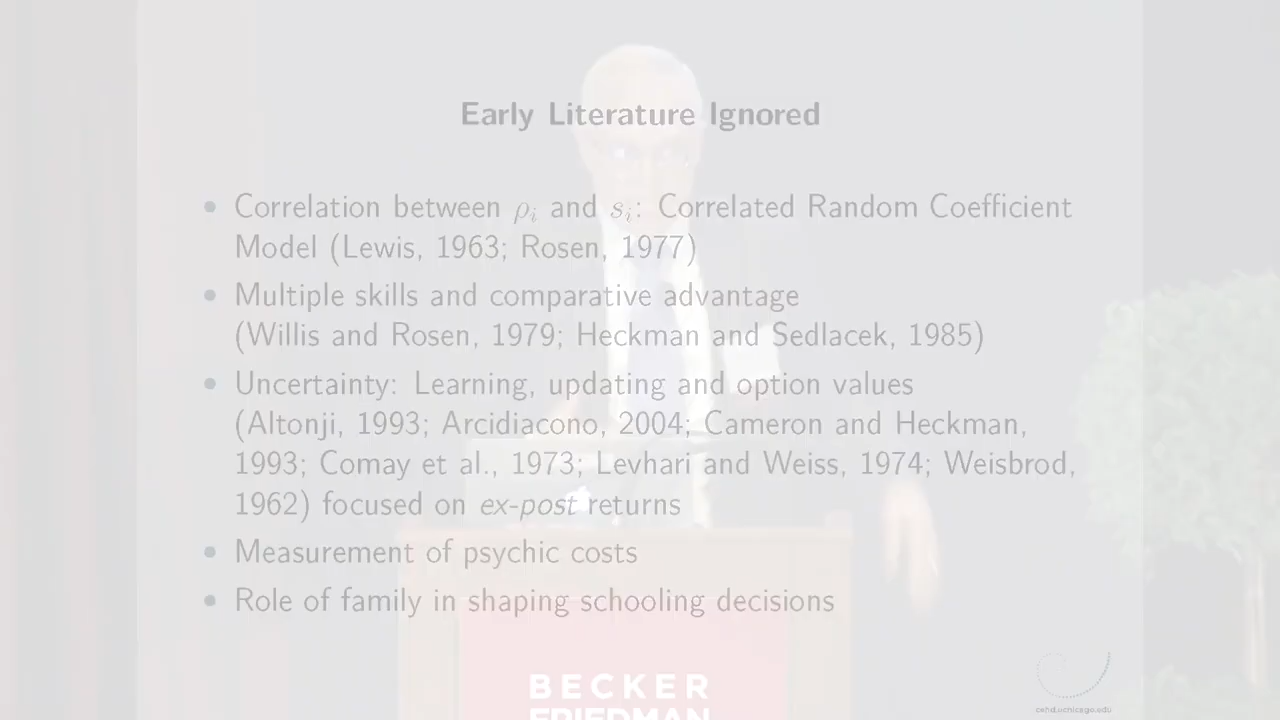 Early Literature Ignored
• Correlation between ρᵢ and sᵢ: Correlated Random Coefficient
Model (Lewis, 1963; Rosen, 1977)
• Multiple skills and comparative advantage
(Willis and Rosen, 1979; Heckman and Sedlacek, 1985)
• Uncertainty: Learning, updating and option values
(Altonji, 1993; Arcidiacono, 2004; Cameron and Heckman,
1993; Comay et al., 1973; Levhari and Weiss, 1974; Weisbrod,
1962) focused on ex-post returns
• Measurement of psychic costs
• Role of family in shaping schooling decisions
BECKER
FRIEDMAN
cehd.uchicago.edu